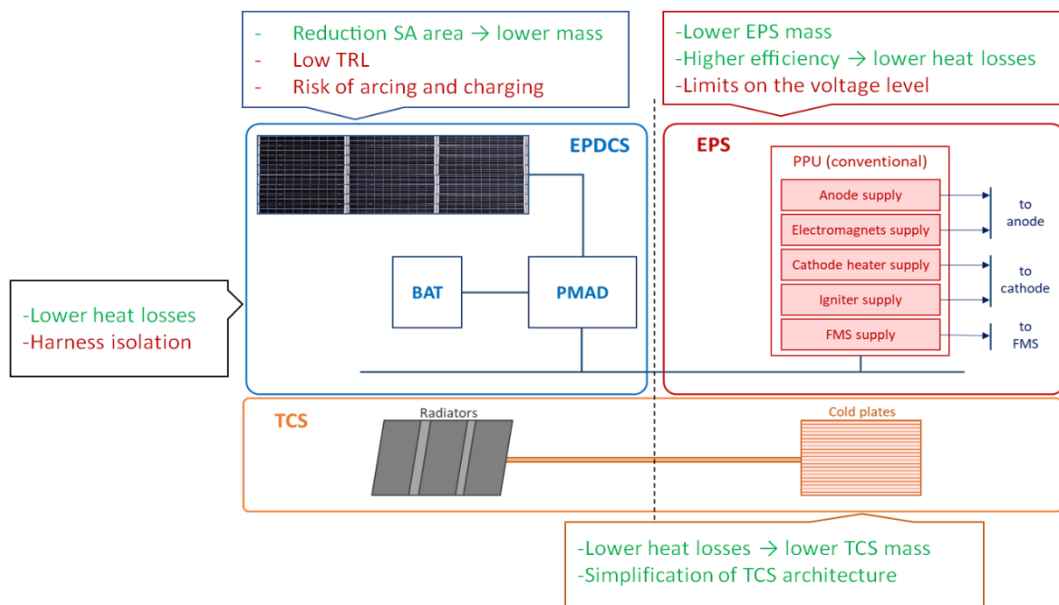 - Reduction SA area → lower mass
- Low TRL
- Risk of arcing and charging
-Lower EPS mass
-Higher efficiency → lower heat losses
-Limits on the voltage level
EPDCS
EPS
PPU (conventional)
Anode supply
Electromagnets supply
to
anode
Cathode heater supply
Igniter supply
to
cathode
FMS supply
to
FMS
BAT
PMAD
-Lower heat losses
-Harness isolation
TCS
Radiators
Cold plates
-Lower heat losses → lower TCS mass
-Simplification of TCS architecture